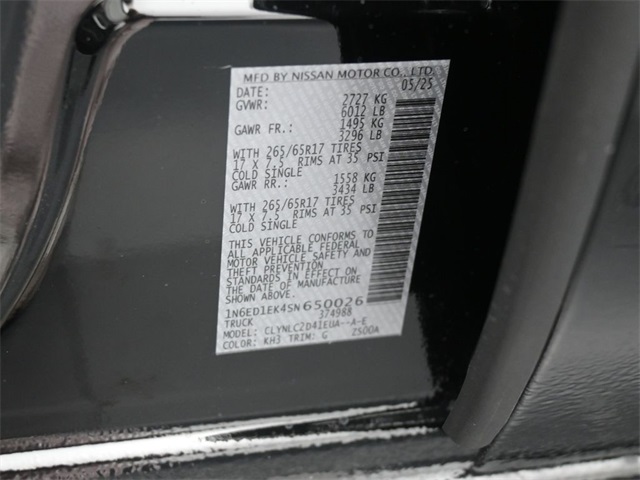 MFD BY NISSAN MOTOR CO., LTD.
DATE: 05/25
GVWR: 2727 KG
6012 LB
GAWR FR.: 1495 KG
3296 LB
WITH 265/65R17 TIRES
17 X 7.5 RIMS AT 35 PSI
COLD SINGLE
GAWR RR.: 1558 KG
3434 LB
WITH 265/65R17 TIRES
17 X 7.5 RIMS AT 35 PSI
COLD SINGLE
THIS VEHICLE CONFORMS TO
ALL APPLICABLE FEDERAL
MOTOR VEHICLE SAFETY AND
THEFT PREVENTION
STANDARDS IN EFFECT ON
THE DATE OF MANUFACTURE
SHOWN ABOVE.
1N6ED1EK4SN650026
TRUCK 374988
MODEL: CLYNLC2D41EUA--A-E
COLOR: KH3 TRIM: G 2500A